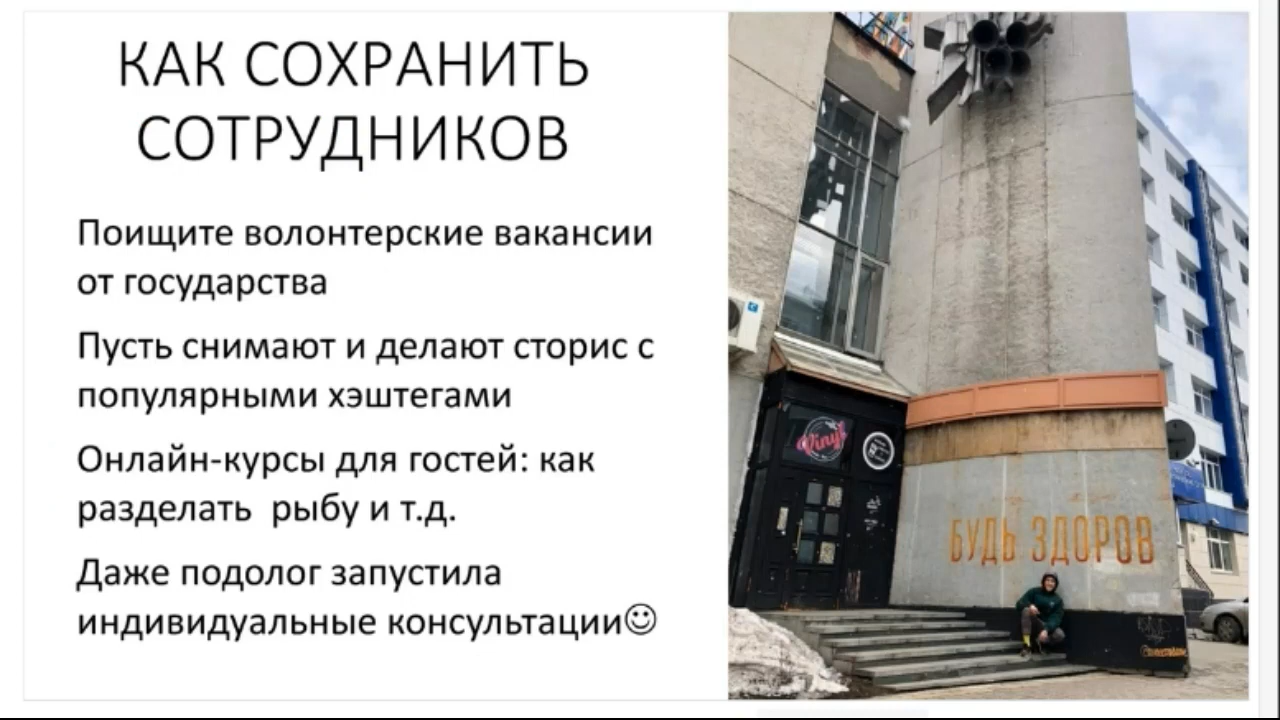 КАК СОХРАНИТЬ
СОТРУДНИКОВ
Поищите волонтерские вакансии
от государства
Пусть снимают и делают сторис с
популярными хэштегами
Онлайн-курсы для гостей: как
разделать рыбу и т.д.
Даже подолог запустила
индивидуальные консультации☺
Vinyl
БУДЬ ЗДОРОВ